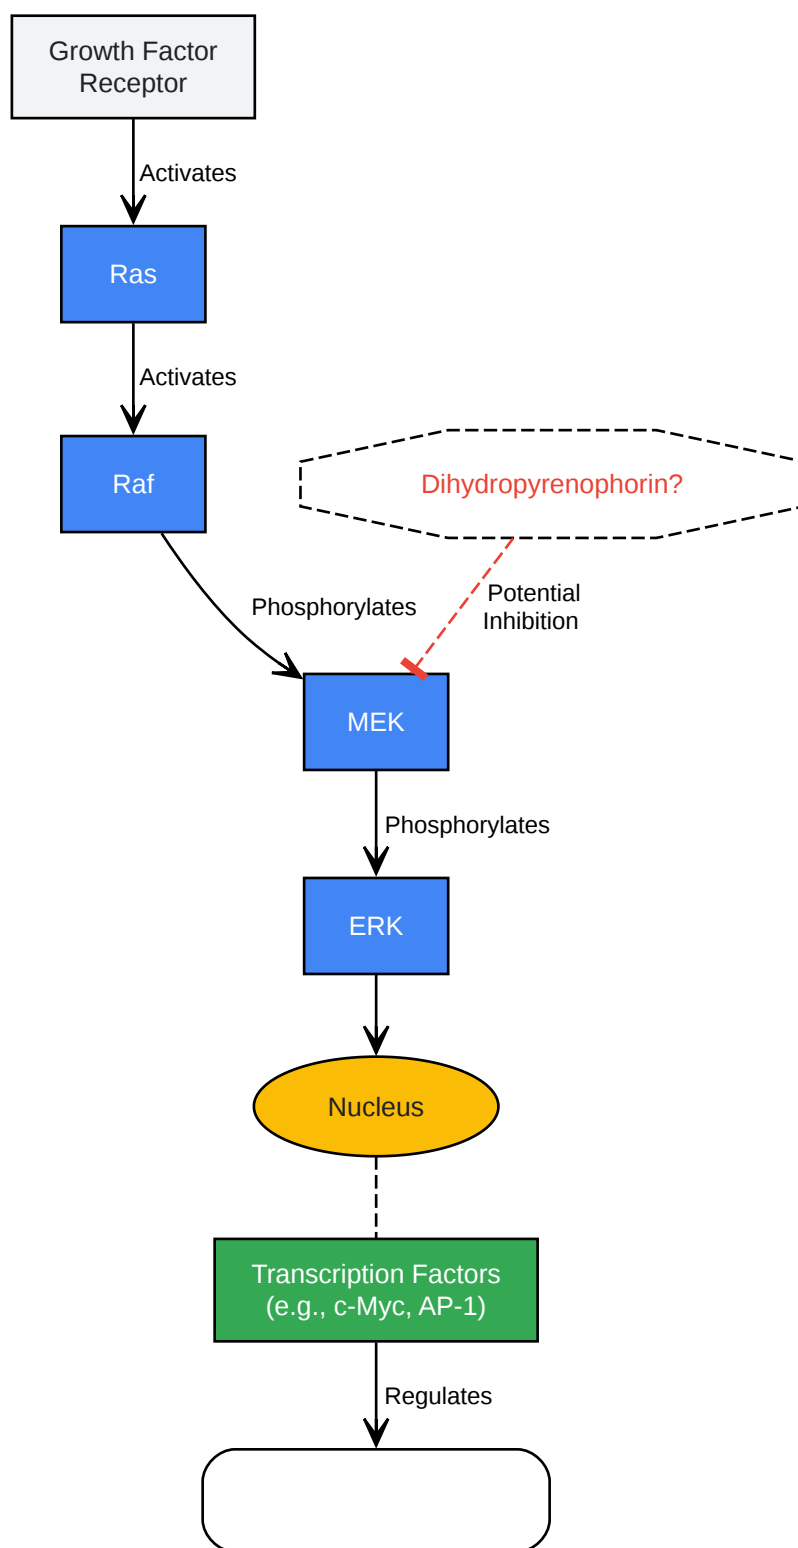 Growth Factor
Receptor
Activates
Ras
Activates
Raf
Dihydropyrenophorin?
Phosphorylates
Potential
Inhibition
MEK
Phosphorylates
ERK
Nucleus
Transcription Factors
(e.g., c-Myc, AP-1)
Regulates